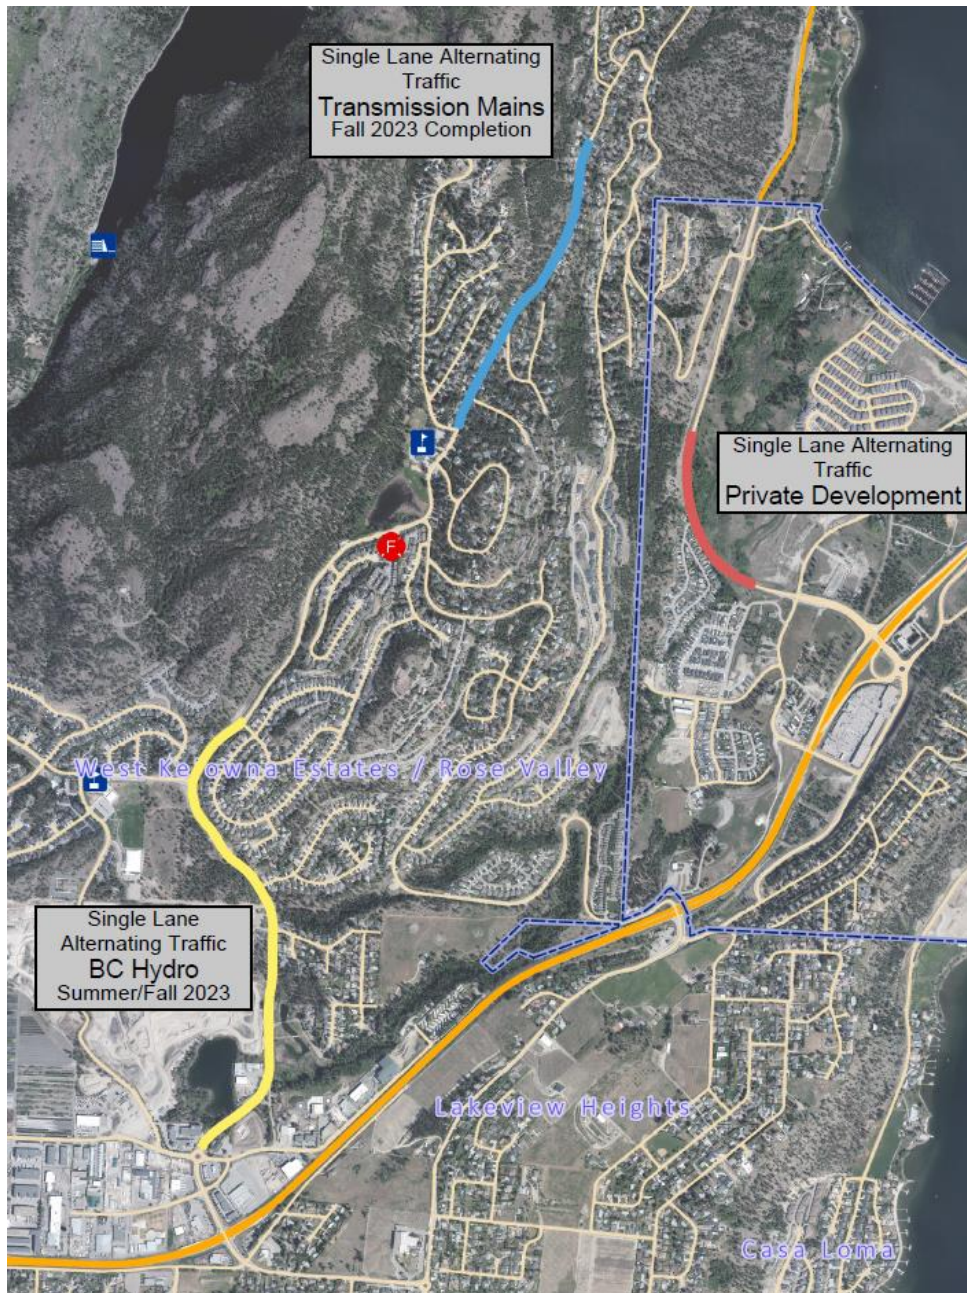 Single Lane Alternating
Traffic
Transmission Mains
Fall 2023 Completion
Single Lane Alternating
Traffic
Private Development
F
West Kelowna Estates / Rose Valley
Single Lane
Alternating Traffic
BC Hydro
Summer/Fall 2023
Lakeview Heights
Casa Loma